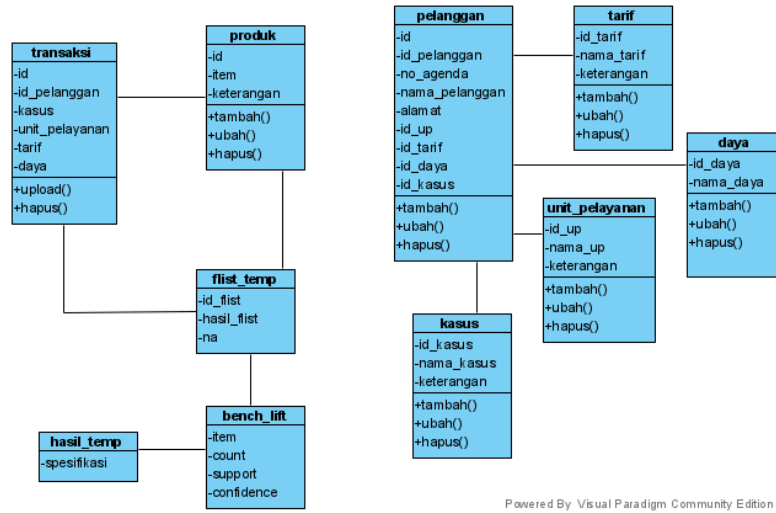 transaksi
-id
-id_pelanggan
-kasus
-unit_pelayanan
-tarif
-daya
+upload()
+hapus()
produk
-id
-item
-keterangan
+tambah()
+ubah()
+hapus()
flist_temp
-id_flist
-hasil_flist
-na
hasil_temp
-spesifikasi
bench_lift
-item
-count
-support
-confidence
pelanggan
-id
-id_pelanggan
-no_agenda
-nama_pelanggan
-alamat
-id_up
-id_tarif
-id_daya
-id_kasus
+tambah()
+ubah()
+hapus()
tarif
-id_tarif
-nama_tarif
-keterangan
+tambah()
+ubah()
+hapus()
daya
-id_daya
-nama_daya
+tambah()
+ubah()
+hapus()
unit_pelayanan
-id_up
-nama_up
-keterangan
+tambah()
+ubah()
+hapus()
kasus
-id_kasus
-nama_kasus
-keterangan
+tambah()
+ubah()
+hapus()
Powered By Visual Paradigm Community Edition